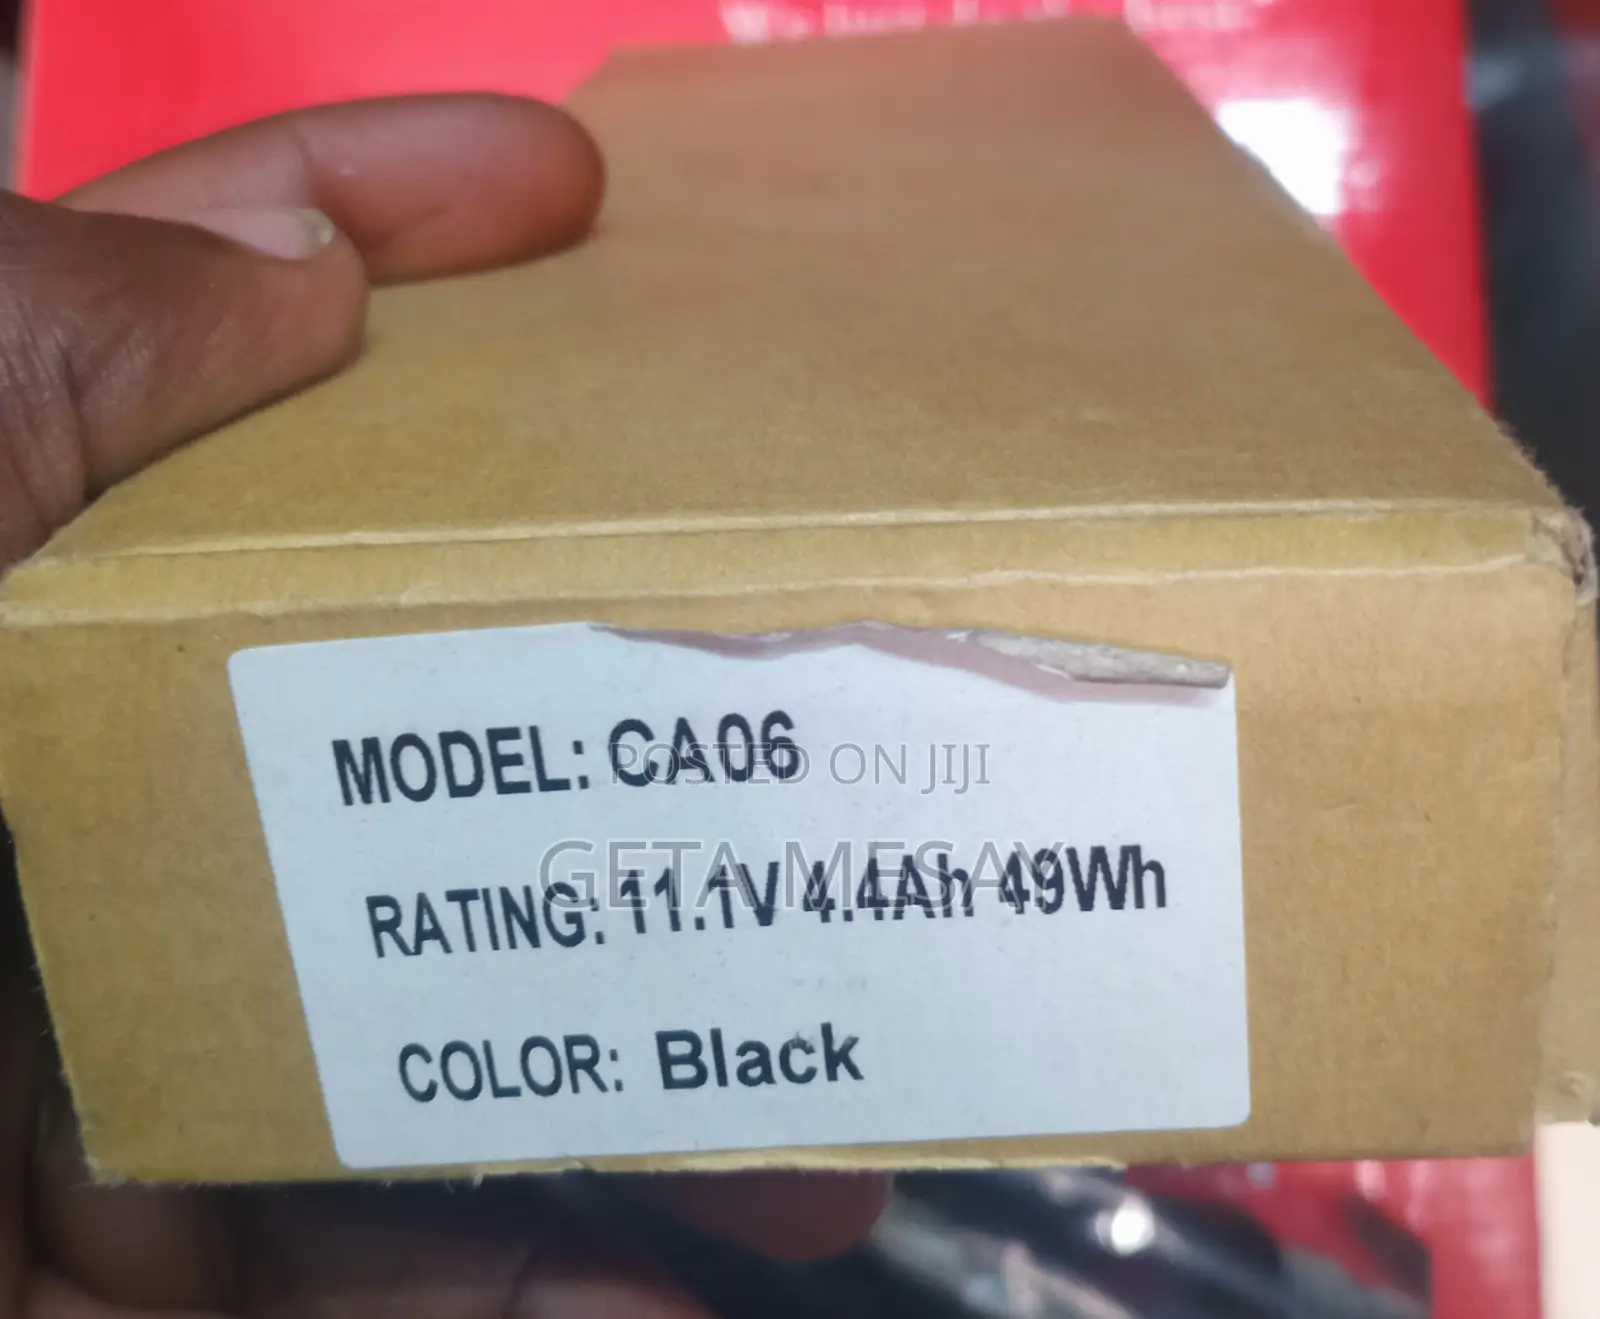 MODEL: CA06
POSTED ON JIJI
GETA MESAY
RATING: 11.1V 4.4Ah 49Wh
COLOR: Black